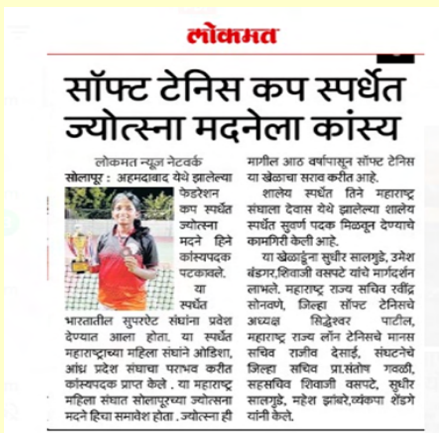 लोकमत
सॉफ्ट टेनिस कप स्पर्धेत
ज्योत्स्ना मदनेला कांस्य
लोकमत न्यूज नेटवर्क
सोलापूर : अहमदाबाद येथे झालेल्या
फेडरेशन
कप स्पर्धेत
ज्योत्स्ना
मदने हिने
कांस्यपदक
पटकावले.
या
स्पर्धेत
भारतातील सुपरऐट संघांना प्रवेश
देण्यात आला होता. या स्पर्धेत
महाराष्ट्राच्या महिला संघाने ओडिशा,
आंध्र प्रदेश संघाचा पराभव करीत
कांस्यपदक प्राप्त केले . या महाराष्ट्र
महिला संघात सोलापूरच्या ज्योत्सना
मदने हिचा समावेश होता . ज्योत्स्ना ही
मागील आठ वर्षापासून सॉफ्ट टेनिस
या खेळाचा सराव करीत आहे.
शालेय स्पर्धेत तिने महाराष्ट्र
संघाला देवास येथे झालेल्या शालेय
स्पर्धेत सुवर्ण पदक मिळवून देण्याचे
कामगिरी केली आहे.
या खेळाडूंना सुधीर सालगुडे, उमेश
बंडगर,शिवाजी वसपटे यांचे मार्गदर्शन
लाभले. महाराष्ट्र राज्य सचिव रवींद्र
सोनवणे, जिल्हा सॉफ्ट टेनिसचे
अध्यक्ष सिद्धेश्वर पाटील,
महाराष्ट्र राज्य लॉन टेनिसचे मानस
सचिव राजीव देसाई, संघटनेचे
जिल्हा सचिव प्रा.संतोष गवळी,
सहसचिव शिवाजी वसपटे, सुधीर
सालगुडे, महेश झांबरे,व्यंकपा शेंडगे
यांनी केले.